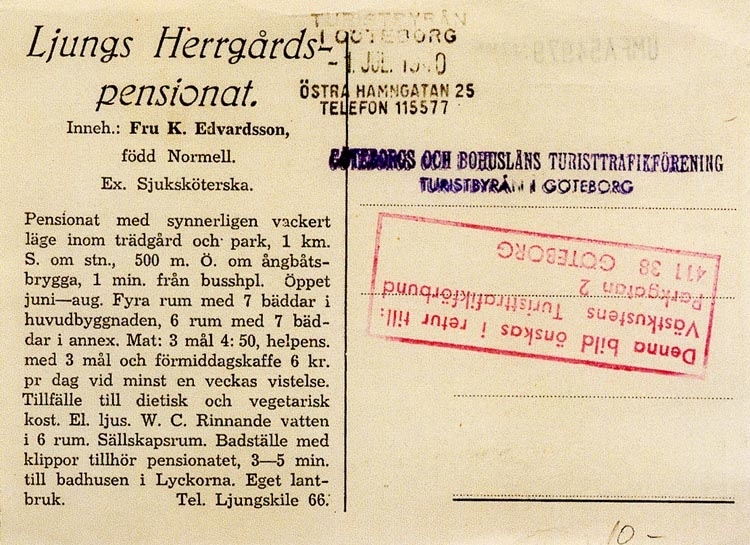 Ljungs Herrgårds-
pensionat.
Inneh.: Fru K. Edvardsson,
född Normell.
Ex. Sjuksköterska.
Pensionat med synnerligen vackert
läge inom trädgård och park, 1 km.
S. om stn., 500 m. Ö. om ångbåts-
brygga, 1 min. från busshpl. Öppet
juni—aug. Fyra rum med 7 bäddar i
huvudbyggnaden, 6 rum med 7 bäd-
dar i annex. Mat: 3 mål 4: 50, helpens.
med 3 mål och förmiddagskaffe 6 kr.
pr dag vid minst en veckas vistelse.
Tillfälle till dietisk och vegetarisk
kost. El. ljus. W. C. Rinnande vatten
i 6 rum. Sällskapsrum. Badställe med
klippor tillhör pensionatet, 3—5 min.
till badhusen i Lyckorna. Eget lant-
bruk. Tel. Ljungskile 66.
TURISTBYRÅN
I GÖTEBORG
JUL.
ÖSTRA HAMNGATAN 25
TELEFON 115577
GÖTEBORGS OCH BOHUSLÄNS TURISTTRAFIKFÖRENING
TURISTBYRÅN I GÖTEBORG
Denna bild önskas i retur till:
Västkustens Turisttrafikförbund
Parkgatan 2
411 38 GÖTEBORG
10-